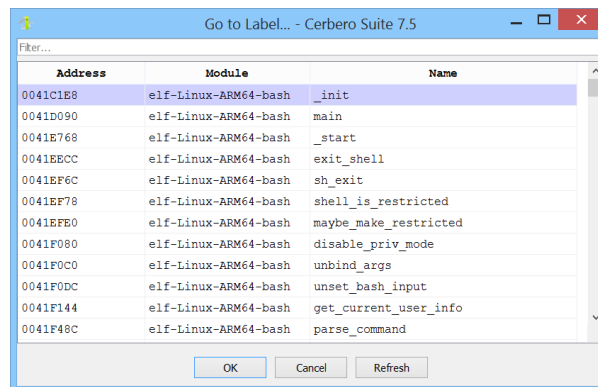 Go to Label... - Cerbero Suite 7.5
Filter...
Address Module Name
0041C1E8 elf-Linux-ARM64-bash _init
0041D090 elf-Linux-ARM64-bash main
0041E768 elf-Linux-ARM64-bash _start
0041EECC elf-Linux-ARM64-bash exit_shell
0041EF6C elf-Linux-ARM64-bash sh_exit
0041EF78 elf-Linux-ARM64-bash shell_is_restricted
0041EFE0 elf-Linux-ARM64-bash maybe_make_restricted
0041F080 elf-Linux-ARM64-bash disable_priv_mode
0041F0C0 elf-Linux-ARM64-bash unbind_args
0041F0DC elf-Linux-ARM64-bash unset_bash_input
0041F144 elf-Linux-ARM64-bash get_current_user_info
0041F48C elf-Linux-ARM64-bash parse_command
OK Cancel Refresh